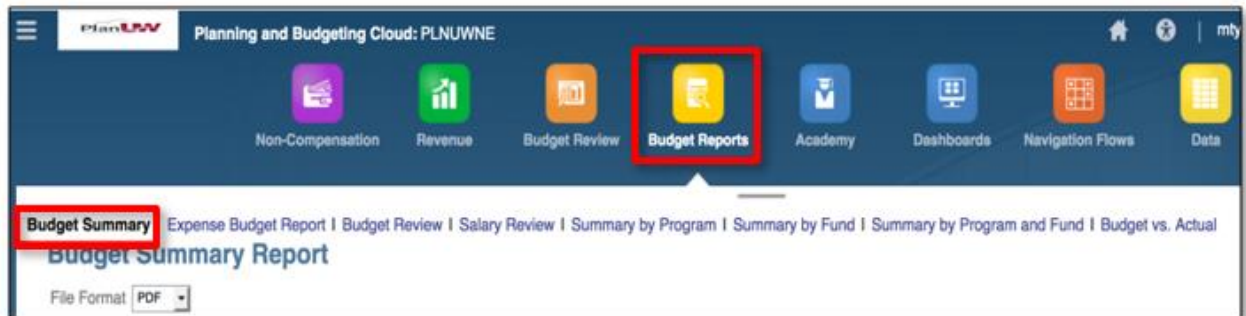 PlanUW Planning and Budgeting Cloud: PLNUWNE mty
Non-Compensation Revenue Budget Review Budget Reports Academy Dashboards Navigation Flows Data
Budget Summary Expense Budget Report I Budget Review I Salary Review I Summary by Program I Summary by Fund I Summary by Program and Fund I Budget vs. Actual
Budget Summary Report
File Format PDF